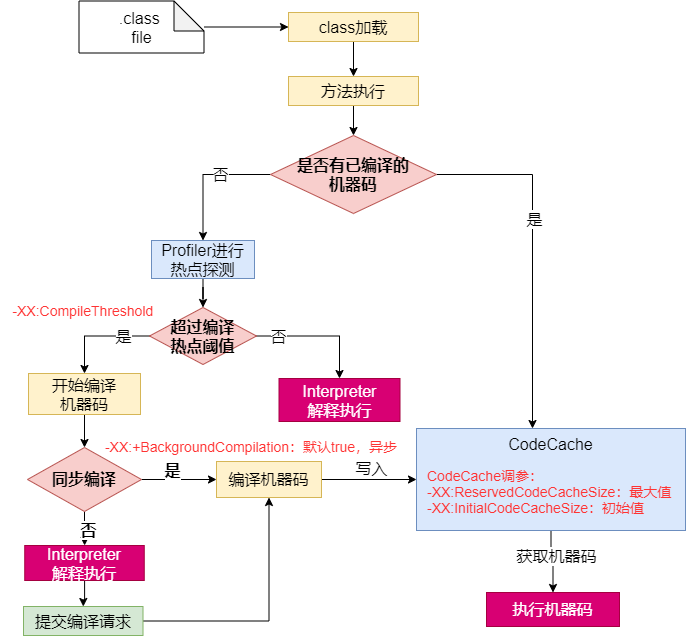 .class
file
class加载
方法执行
是否有已编译的
机器码
否
是
Profiler进行
热点探测
-XX:CompileThreshold
超过编译
热点阈值
是
否
开始编译
机器码
Interpreter
解释执行
-XX:+BackgroundCompilation：默认true，异步
同步编译
是
编译机器码
写入
CodeCache
CodeCache调参：
-XX:ReservedCodeCacheSize：最大值
-XX:InitialCodeCacheSize：初始值
否
Interpreter
解释执行
获取机器码
提交编译请求
执行机器码